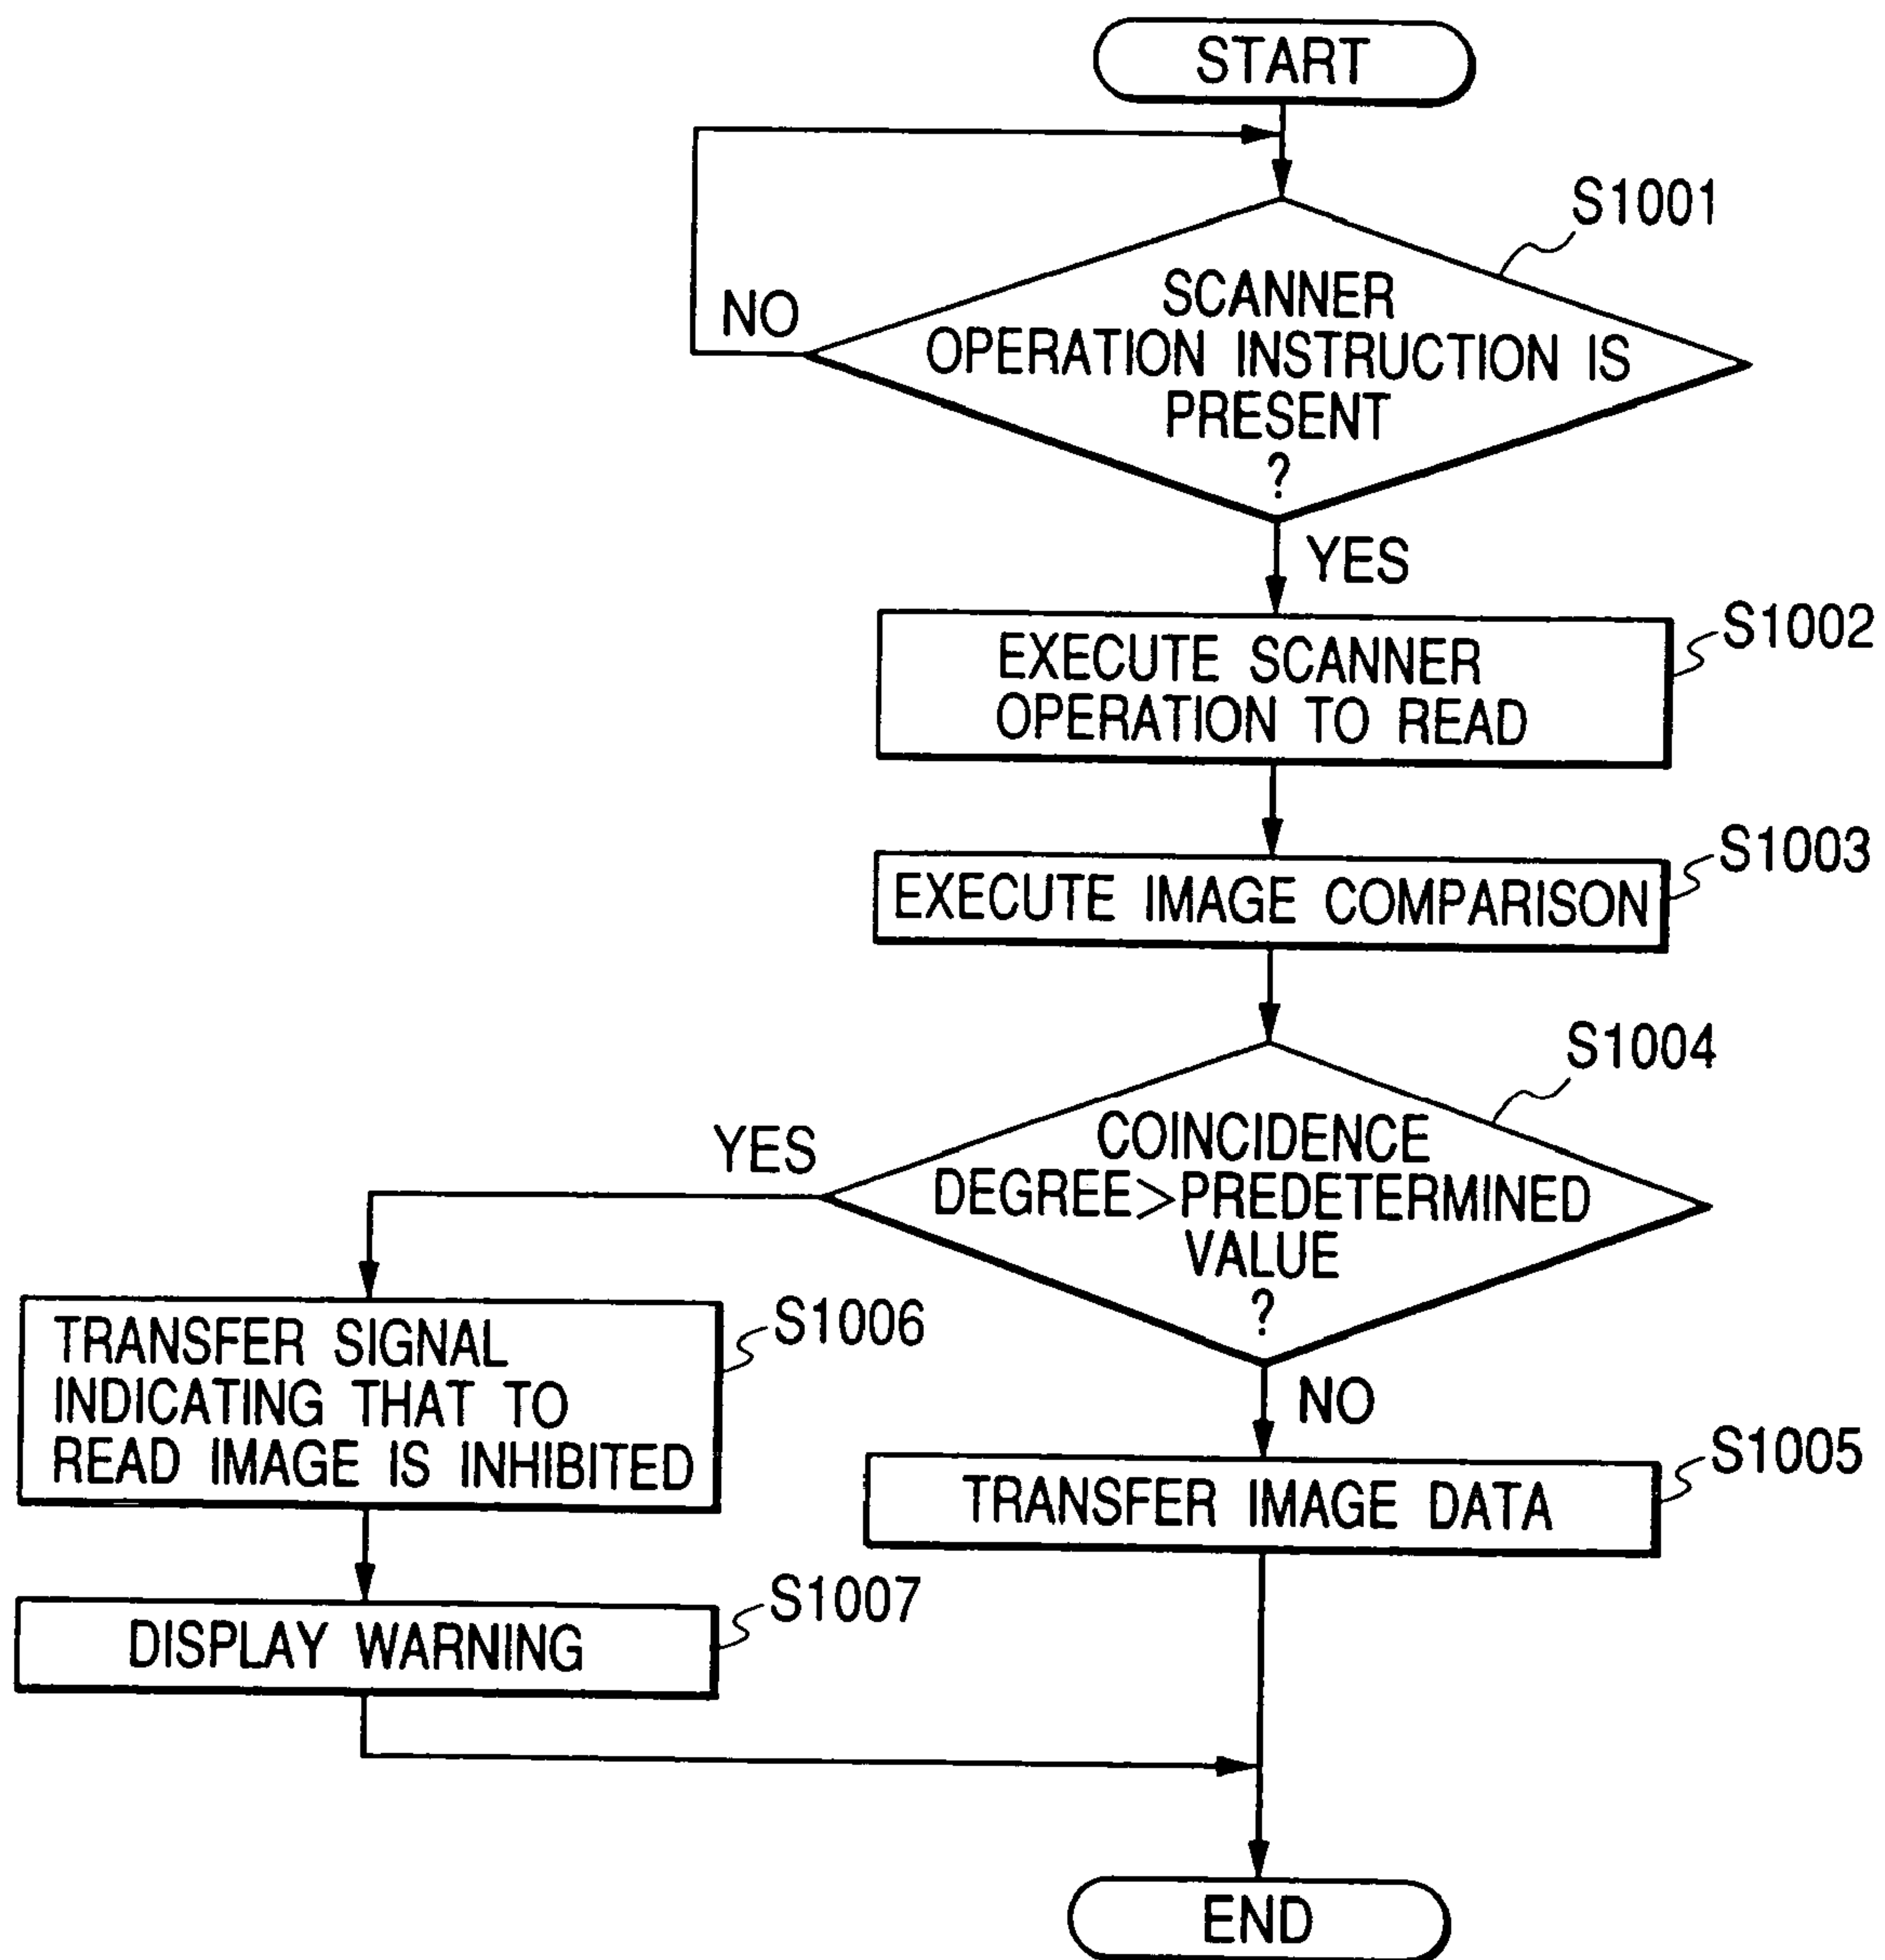 START
S1001
SCANNER
OPERATION INSTRUCTION IS
PRESENT
?
NO
YES
EXECUTE SCANNER
OPERATION TO READ
S1002
EXECUTE IMAGE COMPARISON
S1003
S1004
COINCIDENCE
DEGREE>PREDETERMINED
VALUE
?
YES
NO
TRANSFER SIGNAL
INDICATING THAT TO
READ IMAGE IS INHIBITED
S1006
TRANSFER IMAGE DATA
S1005
DISPLAY WARNING
S1007
END